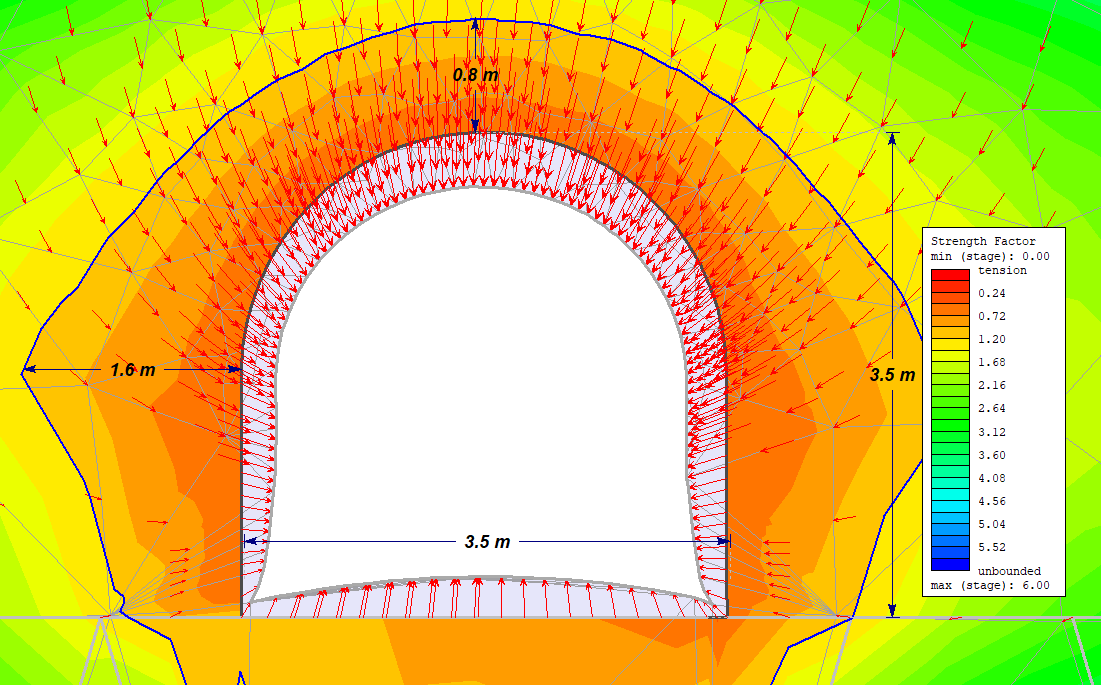 0.8 m
1.6 m
3.5 m
3.5 m
Strength Factor
min (stage): 0.00
tension
0.24
0.72
1.20
1.68
2.16
2.64
3.12
3.60
4.08
4.56
5.04
5.52
unbounded
max (stage): 6.00